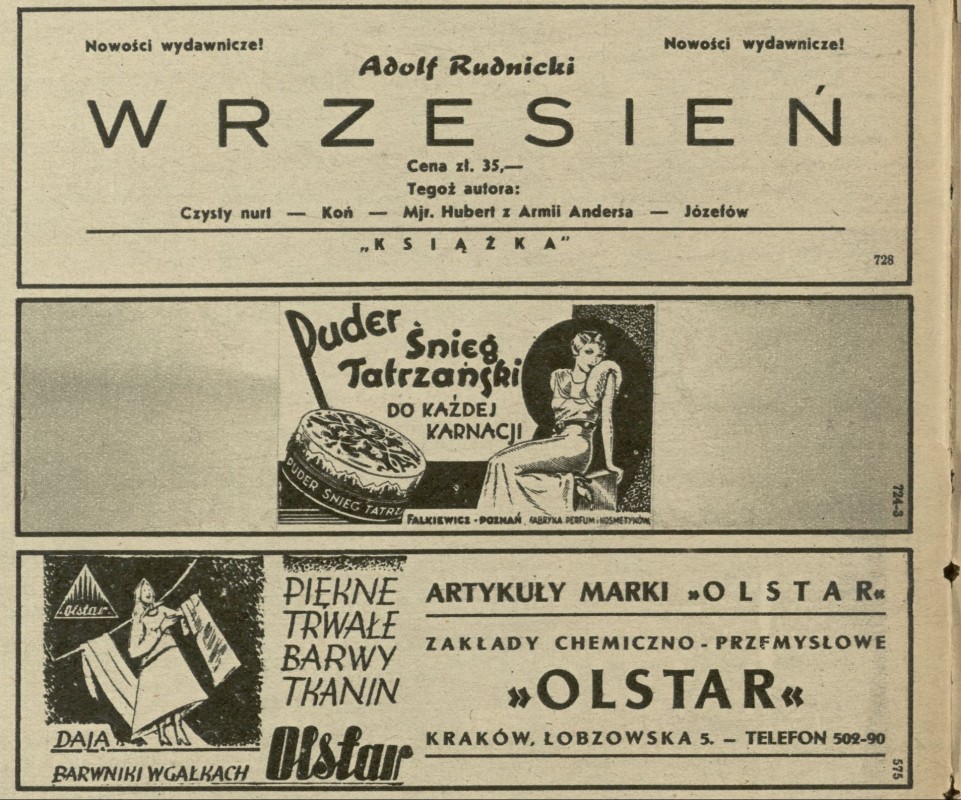 Nowości wydawnicze! Nowości wydawnicze!
Adolf Rudnicki
WRZESIEŃ
Cena zł. 35,—
Tegoż autora:
Czysty nurt — Koń — Mjr. Hubert z Armii Andersa — Józefów
„KSIĄŻKA”
728
Puder
Śnieg
Tatrzański
DO KAŻDEJ
KARNACJI
PUDER ŚNIEG TATRZ
FALKIEWICZ - POZNAŃ, FABRYKA PERFUM i KOSMETYKÓW
724-3
Olstar
PIĘKNE
TRWAŁE
BARWY
TKANIN
DAJĄ
BARWNIKI W GAŁKACH Olstar
ARTYKUŁY MARKI »OLSTAR«
ZAKŁADY CHEMICZNO-PRZEMYSŁOWE
»OLSTAR«
KRAKÓW, ŁOBZOWSKA 5. — TELEFON 502-90
575